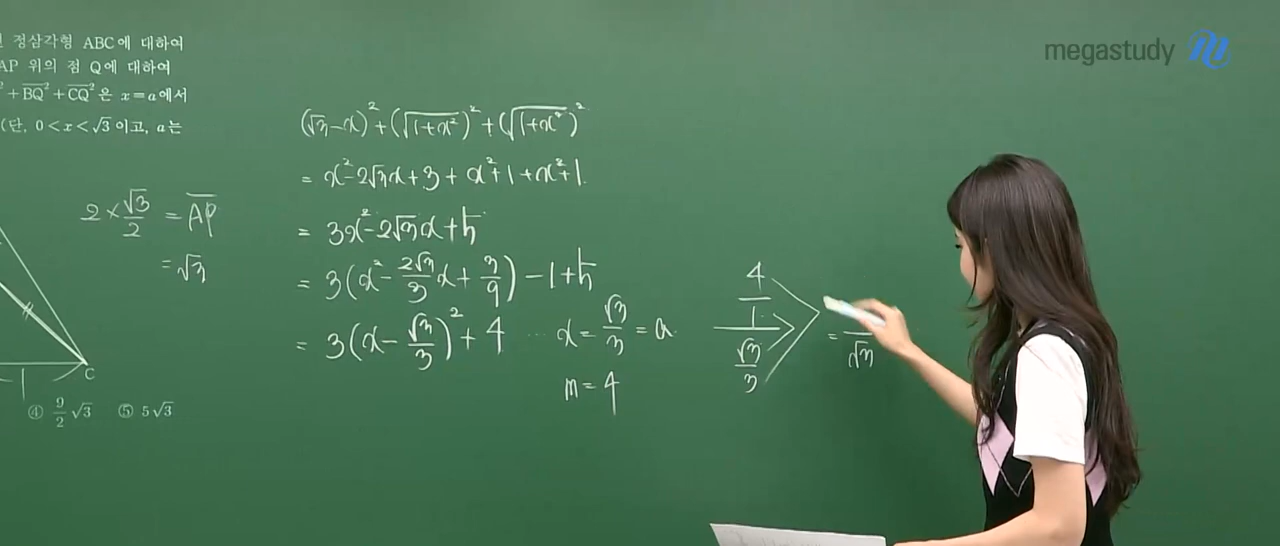 megastudy
정삼각형 ABC에 대하여
AP 위의 점 Q에 대하여
² + B̅Q̅² + C̅Q̅² 은 x=a에서
(단, 0<x<√3이고, a는
2×√3/2 = A̅P̅
=√3
1
C
④ 9/2 √3 ⑤ 5√3
(√3-x)²+(√(1+x²))²+(√(1+x²))²
= x²-2√3x+3+x²+1+x²+1
= 3x²-2√3x+5
= 3(x²-2√3/3 x+3/9)-1+5
= 3(x-√3/3)²+4 ... x=√3/3=a
m=4
4/1
√3/3
= /√3